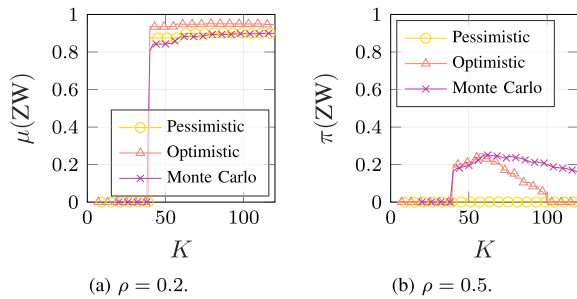 1
0.8
0.6
0.4
0.2
0
μ(ZW)
50
100
K
Pessimistic
Optimistic
Monte Carlo
(a) ρ = 0.2.
1
0.8
0.6
0.4
0.2
0
π(ZW)
50
100
K
Pessimistic
Optimistic
Monte Carlo
(b) ρ = 0.5.